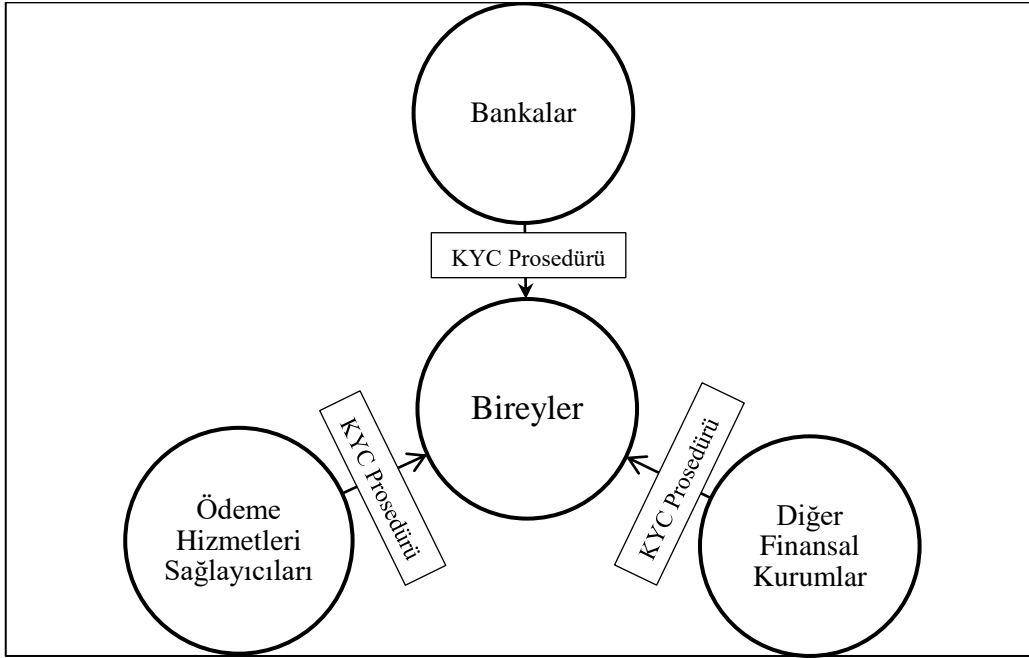 Bankalar
KYC Prosedürü
Bireyler
KYC Prosedürü
KYC Prosedürü
Ödeme
Hizmetleri
Sağlayıcıları
Diğer
Finansal
Kurumlar